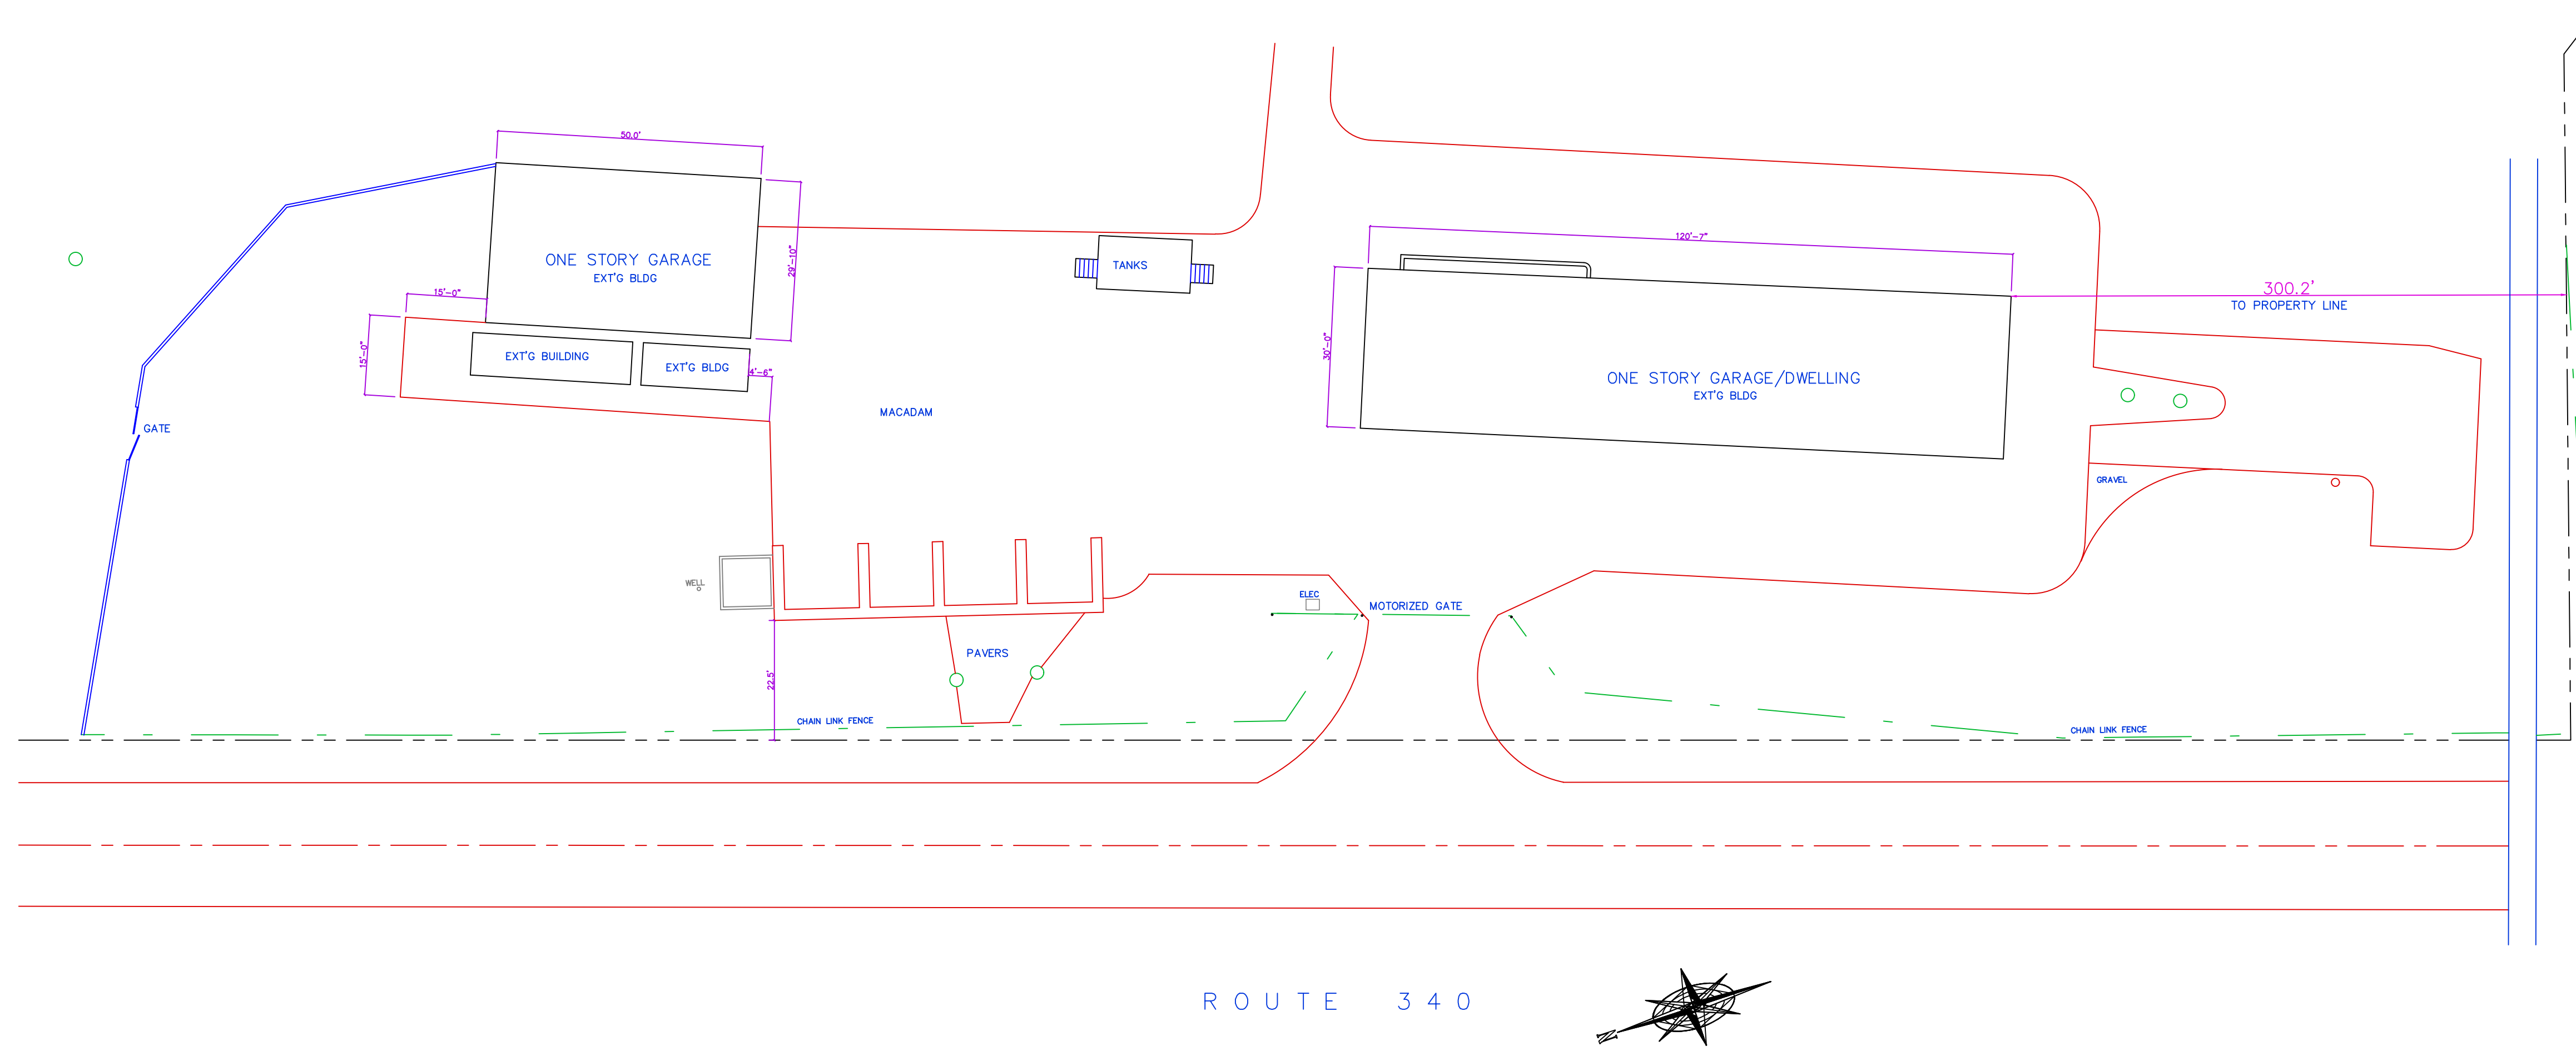 50.0'
120'-7"
29'-10"
ONE STORY GARAGE
EXT'G BLDG
TANKS
300.2'
TO PROPERTY LINE
15'-0"
15'-0"
30'-0"
EXT'G BUILDING
EXT'G BLDG
4'-6"
ONE STORY GARAGE/DWELLING
EXT'G BLDG
MACADAM
GATE
GRAVEL
WELL
ELEC
MOTORIZED GATE
PAVERS
22.5'
CHAIN LINK FENCE
CHAIN LINK FENCE
ROUTE 340
N